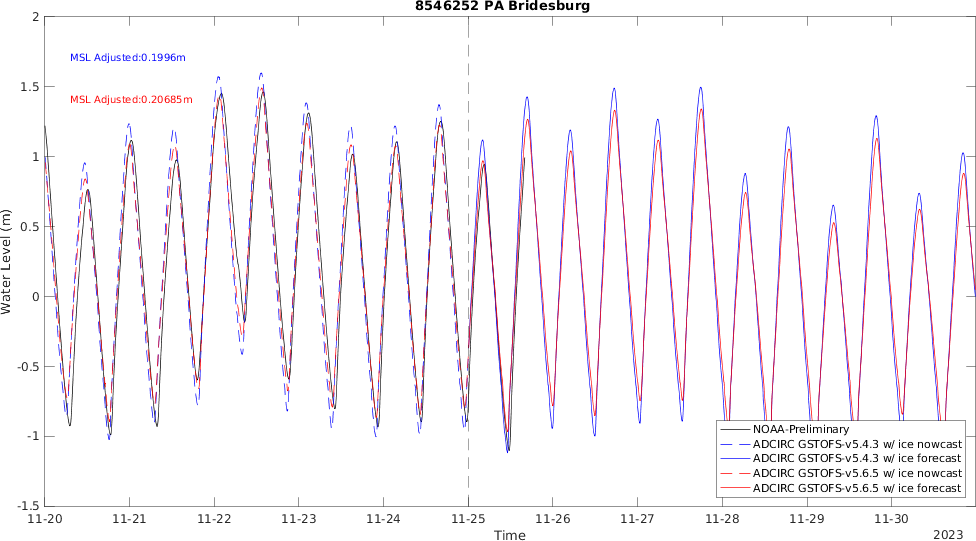 8546252 PA Bridesburg
MSL Adjusted:0.1996m
MSL Adjusted:0.20685m
2
1.5
1
0.5
0
-0.5
-1
-1.5
Water Level (m)
NOAA-Preliminary
ADCIRC GSTOFS-v5.4.3 w/ ice nowcast
ADCIRC GSTOFS-v5.4.3 w/ ice forecast
ADCIRC GSTOFS-v5.6.5 w/ ice nowcast
ADCIRC GSTOFS-v5.6.5 w/ ice forecast
11-20 11-21 11-22 11-23 11-24 11-25 11-26 11-27 11-28 11-29 11-30
Time
2023